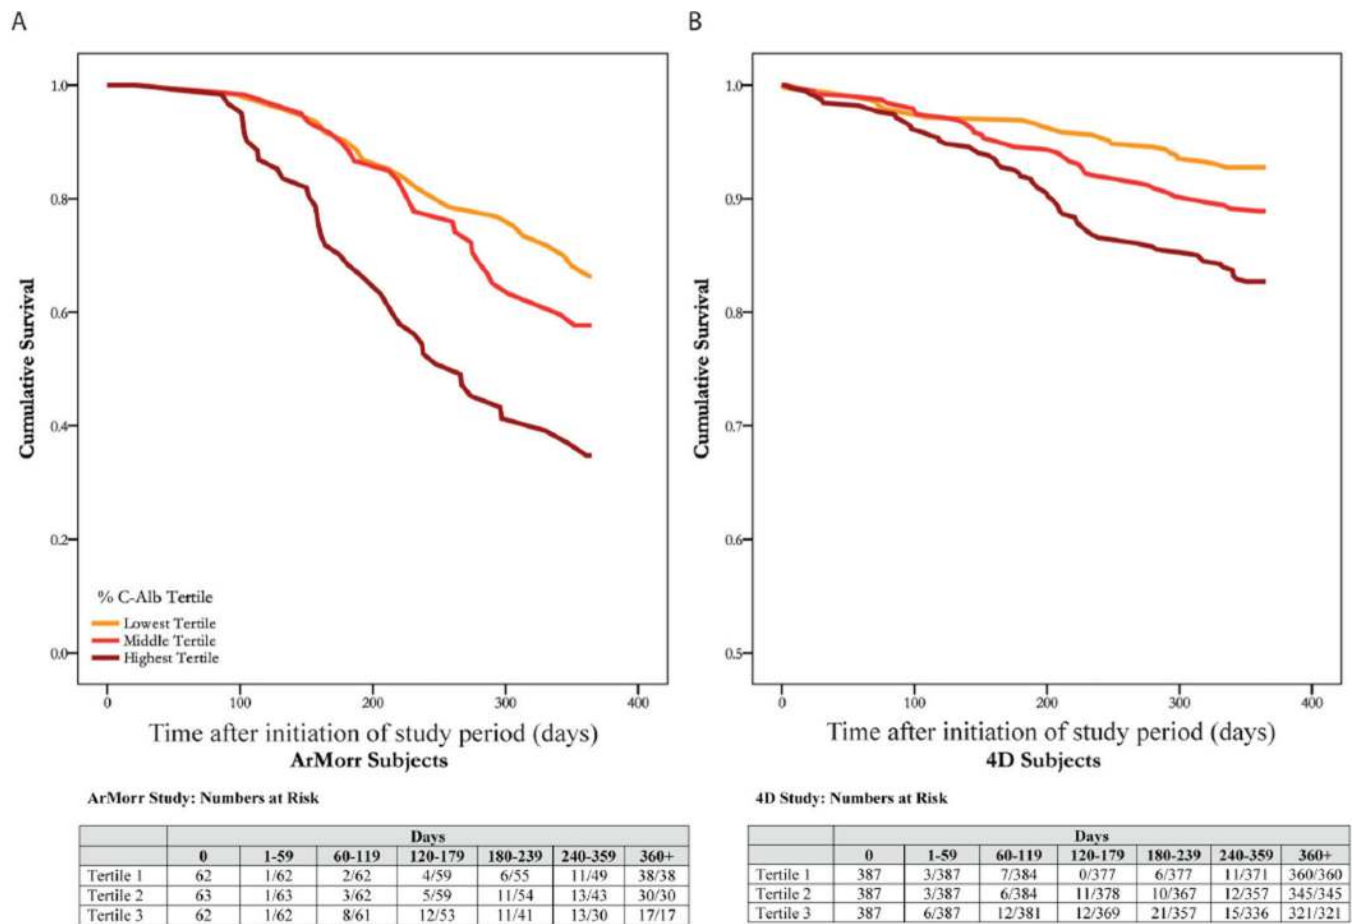 A
B
1.0
0.8
0.6
0.4
0.2
0.0
Cumulative Survival
% C-Alb Tertile
Lowest Tertile
Middle Tertile
Highest Tertile
0 100 200 300 400
Time after initiation of study period (days)
ArMorr Subjects
1.0
0.9
0.8
0.7
0.6
0.5
Cumulative Survival
0 100 200 300 400
Time after initiation of study period (days)
4D Subjects
ArMorr Study: Numbers at Risk
Days
0 1-59 60-119 120-179 180-239 240-359 360+
Tertile 1 62 1/62 2/62 4/59 6/55 11/49 38/38
Tertile 2 63 1/63 3/62 5/59 11/54 13/43 30/30
Tertile 3 62 1/62 8/61 12/53 11/41 13/30 17/17
4D Study: Numbers at Risk
Days
0 1-59 60-119 120-179 180-239 240-359 360+
Tertile 1 387 3/387 7/384 0/377 6/377 11/371 360/360
Tertile 2 387 3/387 6/384 11/378 10/367 12/357 345/345
Tertile 3 387 6/387 12/381 12/369 21/357 15/336 321/321